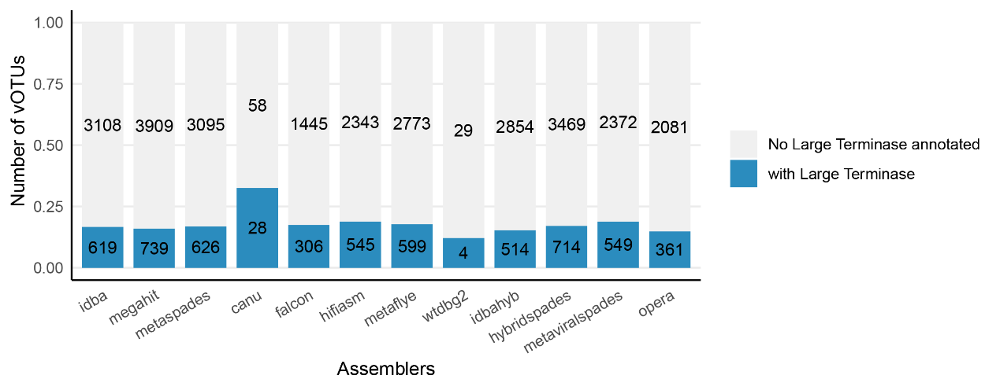 1.00
0.75
0.50
0.25
0.00
Number of vOTUs
3108 3909 3095 58 1445 2343 2773 29 2854 3469 2372 2081
619 739 626 28 306 545 599 4 514 714 549 361
idba megahit metaspades canu falcon hifiasm metaflye wtdbg2 idbahyb hybridspades metaviralspades opera
Assemblers
No Large Terminase annotated
with Large Terminase